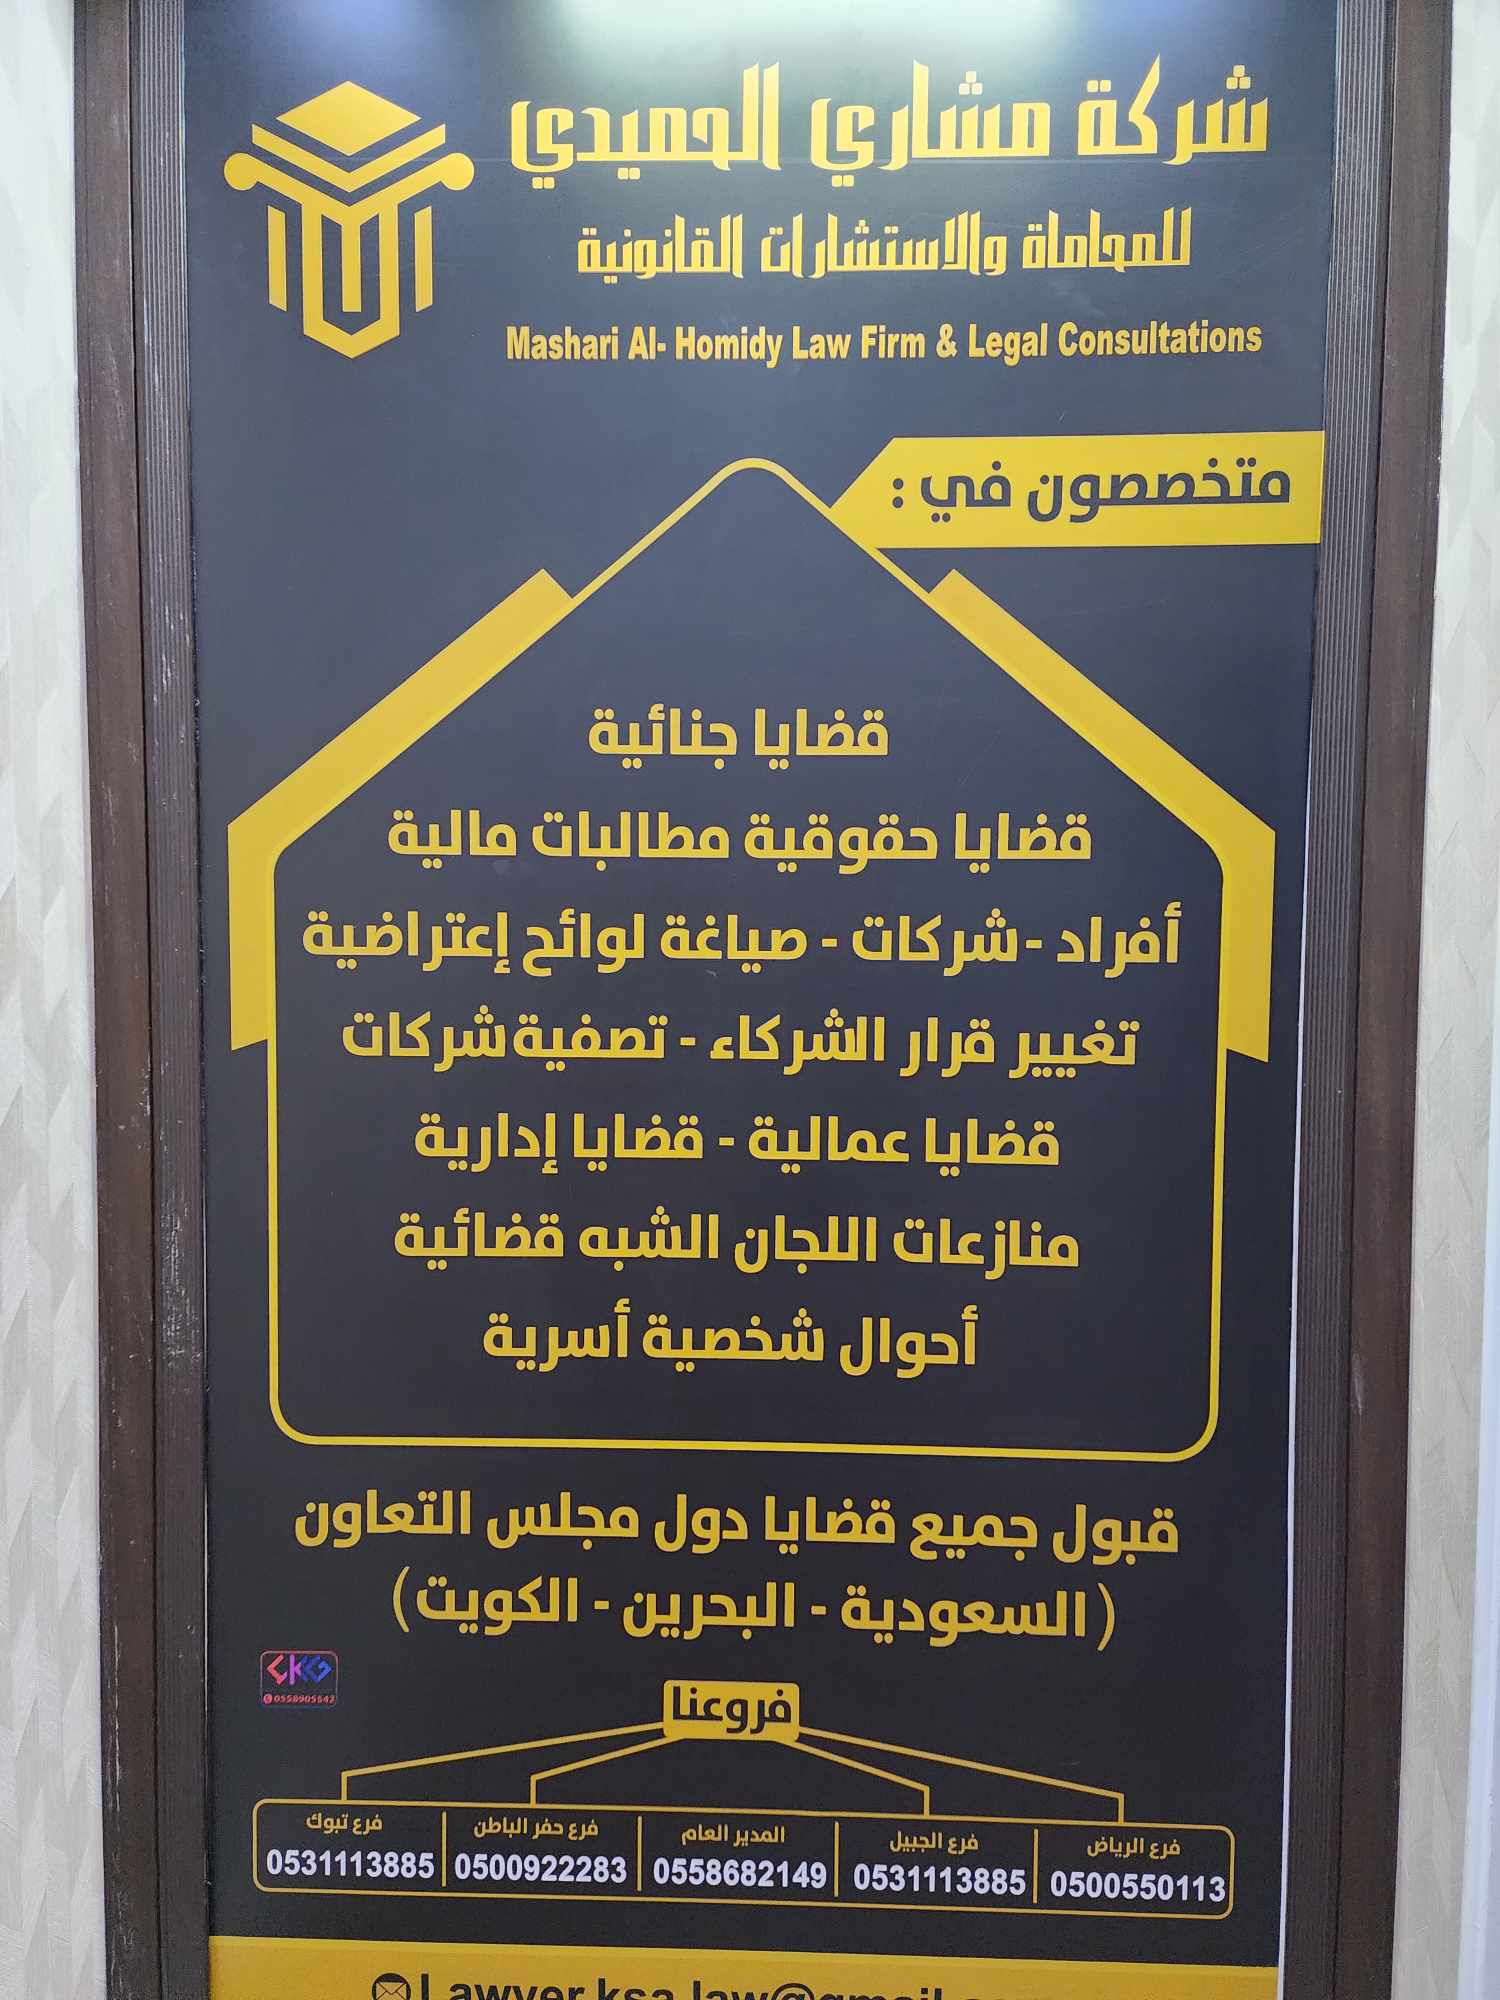 شركة مشاري الحميدي
للمحاماة والاستشارات القانونية
Mashari Al- Homidy Law Firm & Legal Consultations
متخصصون في :
قضايا جنائية
قضايا حقوقية مطالبات مالية
أفراد - شركات - صياغة لوائح إعتراضية
تغيير قرار الشركاء - تصفية شركات
قضايا عمالية - قضايا إدارية
منازعات اللجان الشبه قضائية
أحوال شخصية أسرية
قبول جميع قضايا دول مجلس التعاون
( السعودية - البحرين - الكويت )
0558905542
فروعنا
فرع الرياض
0500550113
فرع الجبيل
0531113885
المدير العام
0558682149
فرع حفر الباطن
0500922283
فرع تبوك
0531113885
Lawyer.ksa.law@gmail